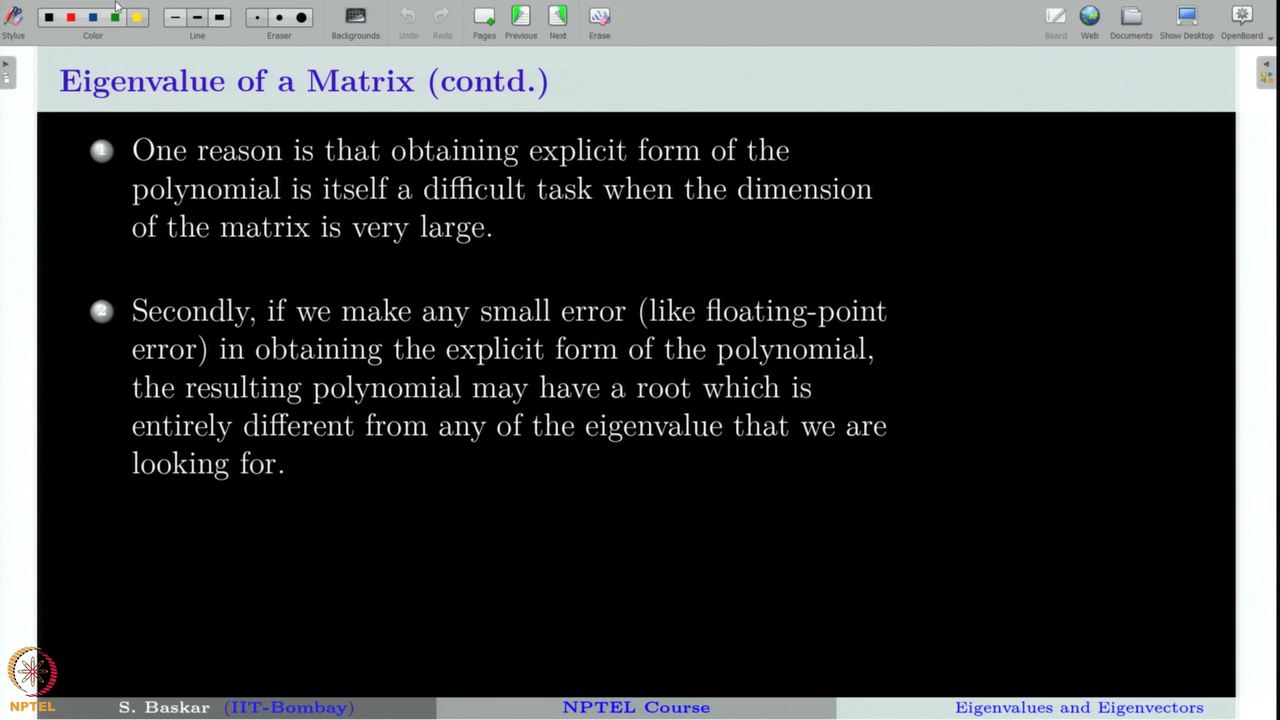 Stylus
Color
Line
Eraser
Backgrounds
Undo
Redo
Pages
Previous
Next
Erase
Board
Web
Documents
Show Desktop
OpenBoard
Eigenvalue of a Matrix (contd.)
1 One reason is that obtaining explicit form of the
polynomial is itself a difficult task when the dimension
of the matrix is very large.
2 Secondly, if we make any small error (like floating-point
error) in obtaining the explicit form of the polynomial,
the resulting polynomial may have a root which is
entirely different from any of the eigenvalue that we are
looking for.
NPTEL
S. Baskar (IIT-Bombay)
NPTEL Course
Eigenvalues and Eigenvectors